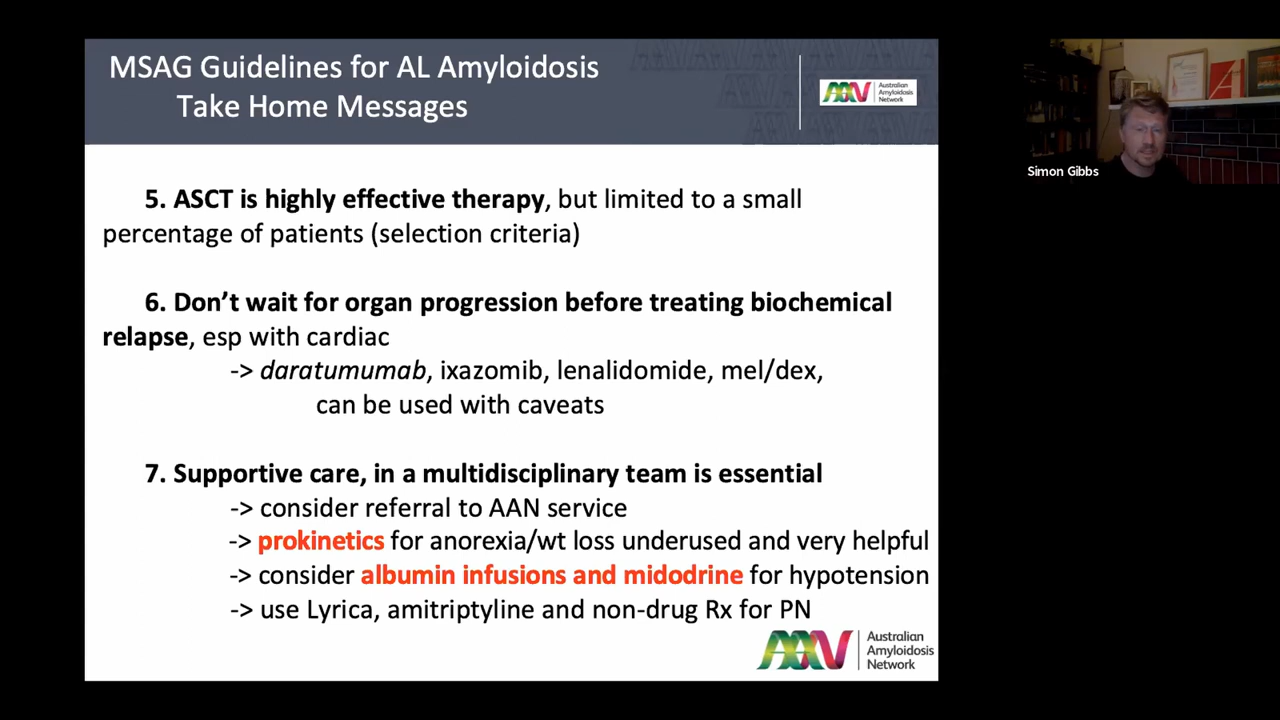 MSAG Guidelines for AL Amyloidosis
Take Home Messages
AAN
Australian
Amyloidosis
Network
Simon Gibbs
5. ASCT is highly effective therapy, but limited to a small
percentage of patients (selection criteria)
6. Don’t wait for organ progression before treating biochemical
relapse, esp with cardiac
-> daratumumab, ixazomib, lenalidomide, mel/dex,
can be used with caveats
7. Supportive care, in a multidisciplinary team is essential
-> consider referral to AAN service
-> prokinetics for anorexia/wt loss underused and very helpful
-> consider albumin infusions and midodrine for hypotension
-> use Lyrica, amitriptyline and non-drug Rx for PN
AAN
Australian
Amyloidosis
Network